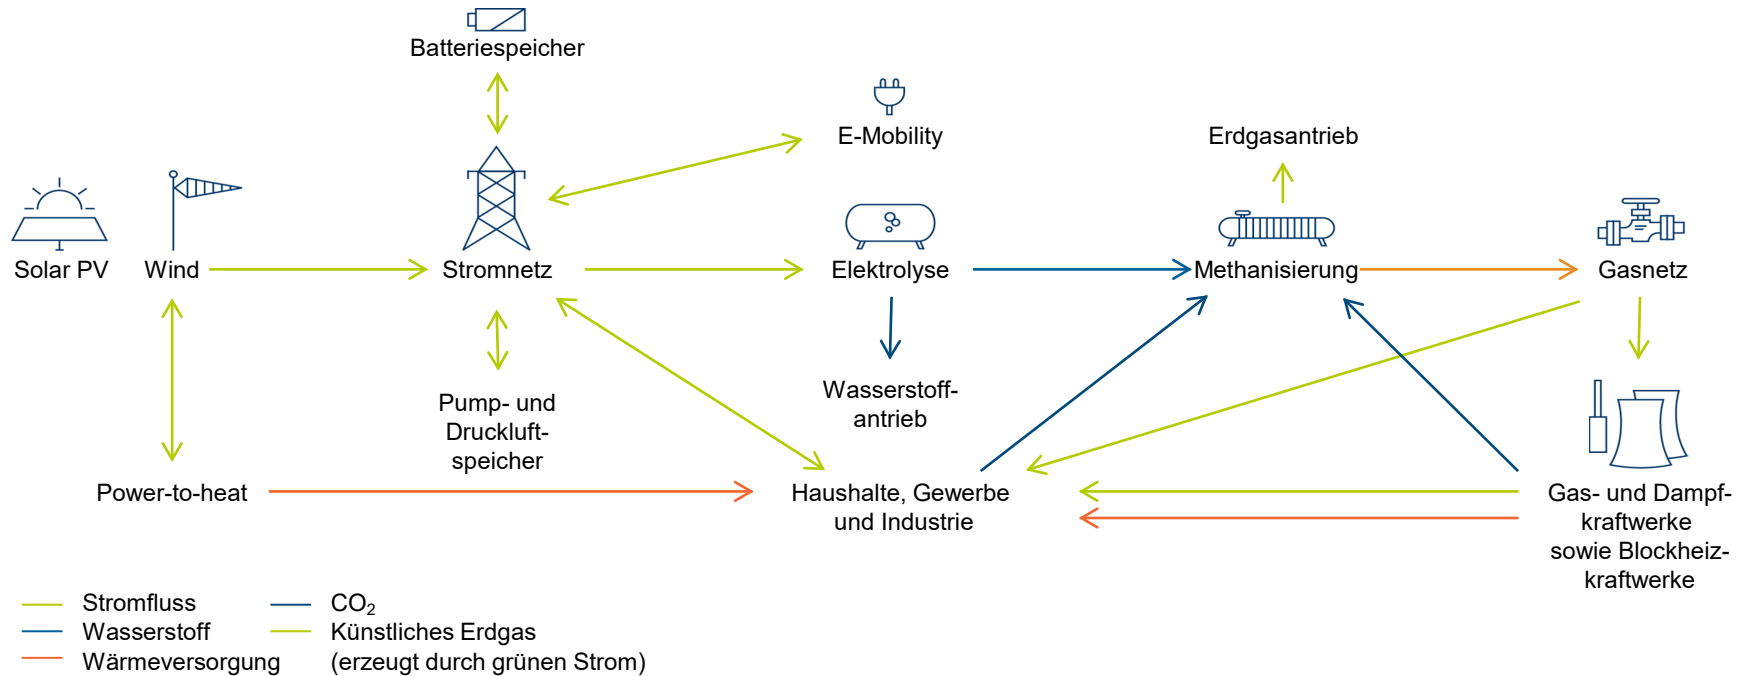 Batteriespeicher
E-Mobility
Erdgasantrieb
Solar PV
Wind
Stromnetz
Elektrolyse
Methanisierung
Gasnetz
Wasserstoff-
antrieb
Pump- und
Druckluft-
speicher
Power-to-heat
Haushalte, Gewerbe
und Industrie
Gas- und Dampf-
kraftwerke
sowie Blockheiz-
kraftwerke
Stromfluss
Wasserstoff
Wärmeversorgung
CO₂
Künstliches Erdgas
(erzeugt durch grünen Strom)